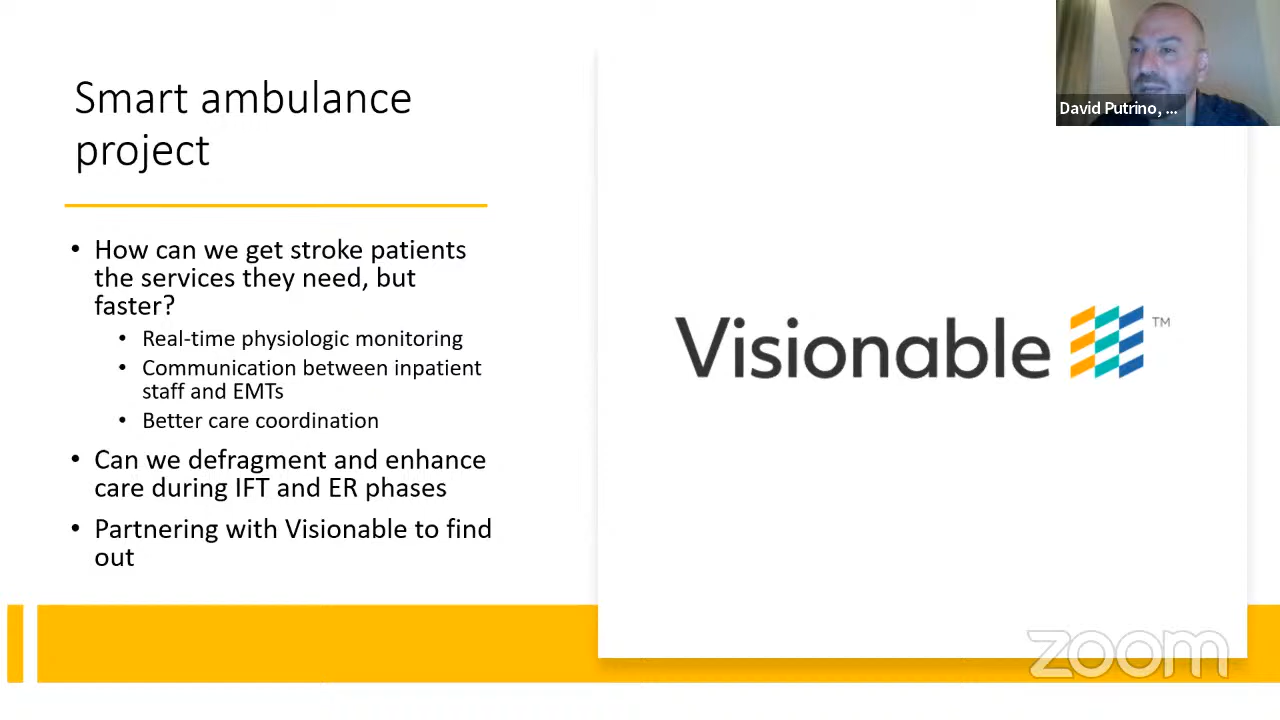 Smart ambulance
project
• How can we get stroke patients
the services they need, but
faster?
• Real-time physiologic monitoring
• Communication between inpatient
staff and EMTs
• Better care coordination
• Can we defragment and enhance
care during IFT and ER phases
• Partnering with Visionable to find
out
Visionable™
David Putrino, ...
zoom